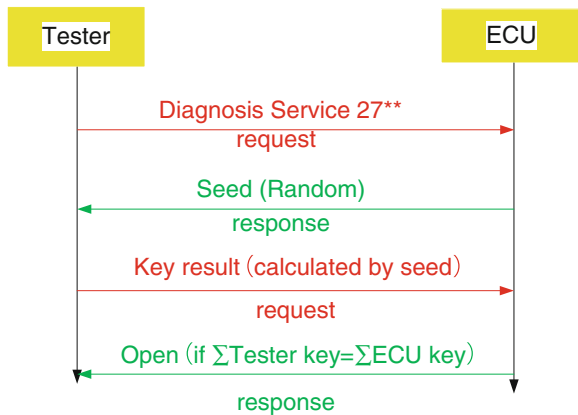 Tester
ECU
Diagnosis Service 27**
request
Seed (Random)
response
Key result (calculated by seed)
request
Open (if ∑Tester key=∑ECU key)
response